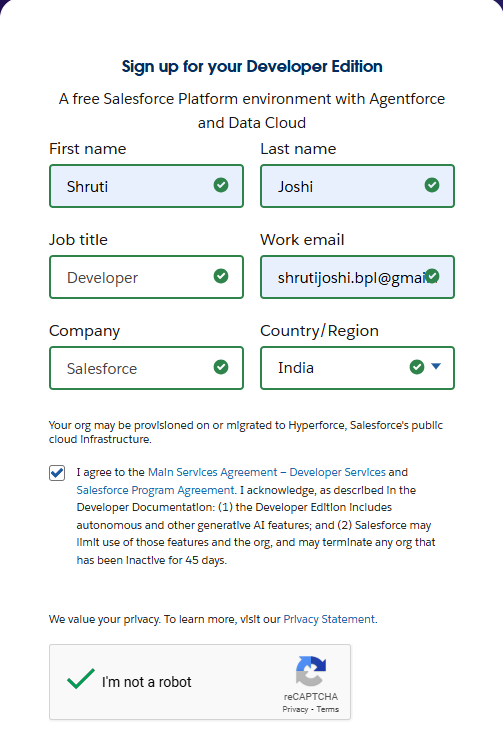 Sign up for your Developer Edition
A free Salesforce Platform environment with Agentforce
and Data Cloud
First name
Last name
Shruti
Joshi
Job title
Work email
Developer
shrutijoshi.bpl@gmai
Company
Country/Region
Salesforce
India
Your org may be provisioned on or migrated to Hyperforce, Salesforce's public
cloud infrastructure.
I agree to the Main Services Agreement – Developer Services and
Salesforce Program Agreement. I acknowledge, as described in the
Developer Documentation: (1) the Developer Edition includes
autonomous and other generative AI features; and (2) Salesforce may
limit use of those features and the org, and may terminate any org that
has been inactive for 45 days.
We value your privacy. To learn more, visit our Privacy Statement.
I'm not a robot
reCAPTCHA
Privacy - Terms